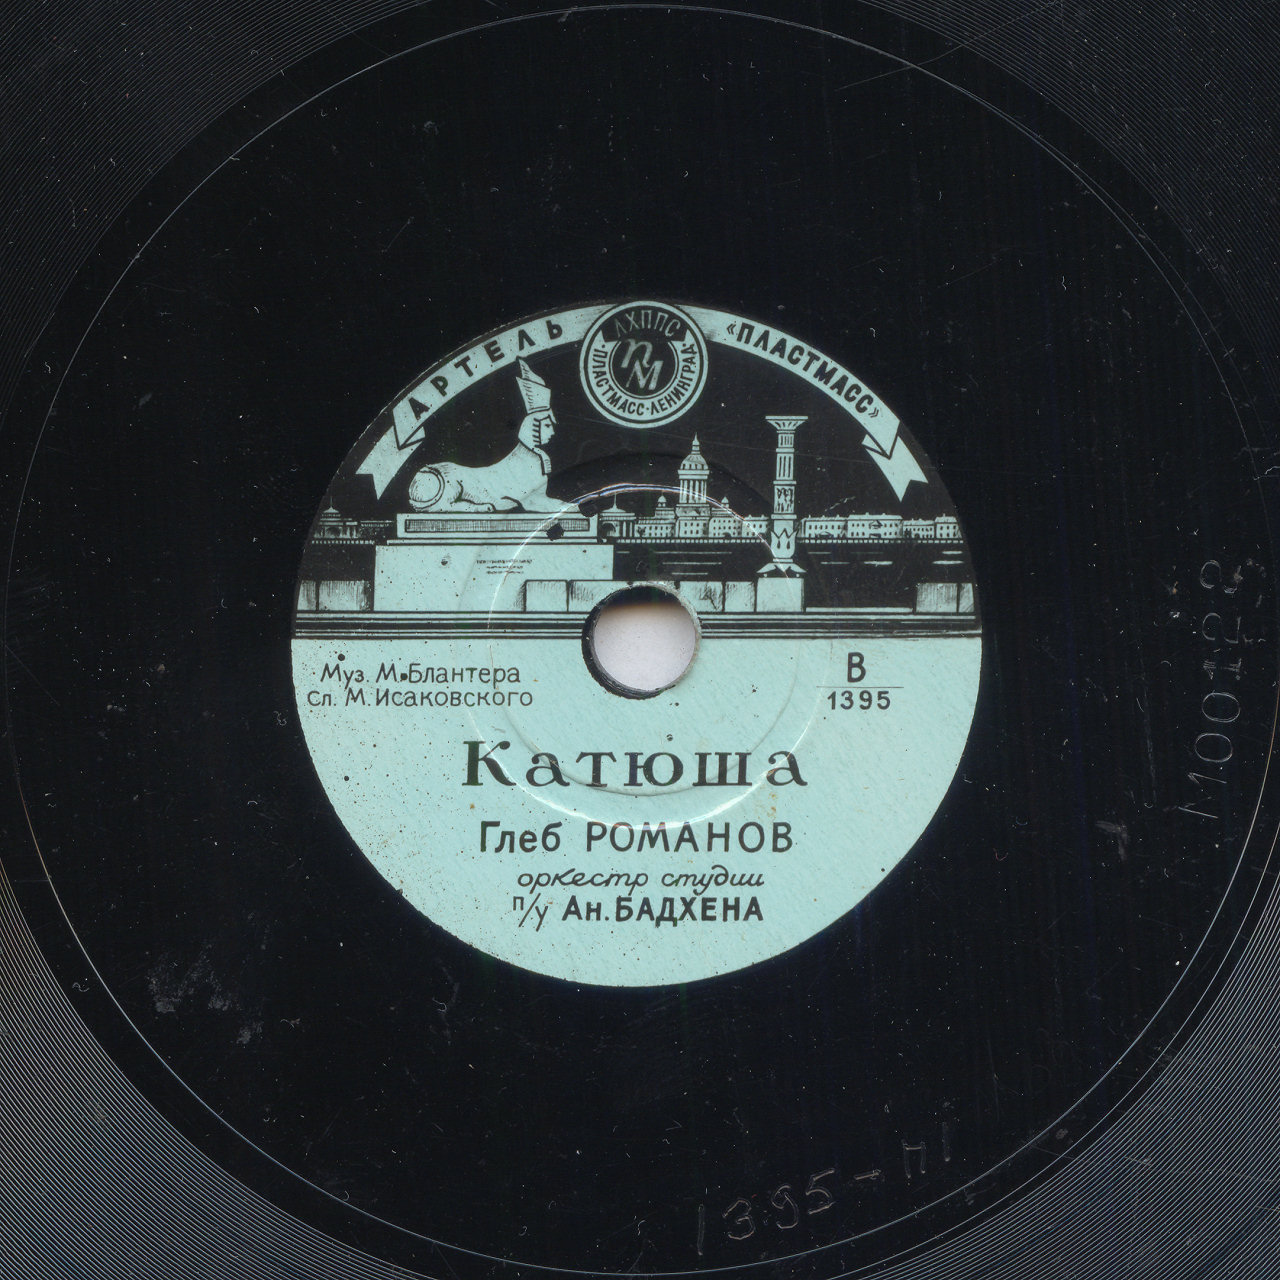 АРТЕЛЬ
«ПЛАСТМАСС»
ЛХППС
ПМ
·ПЛАСТМАСС·ЛЕНИНГРАД·
Муз. М. Блантера
Сл. М. Исаковского
В
1395
Катюша
Глеб РОМАНОВ
оркестр студии
п/у Ан. БАДХЕНА
1395-П1